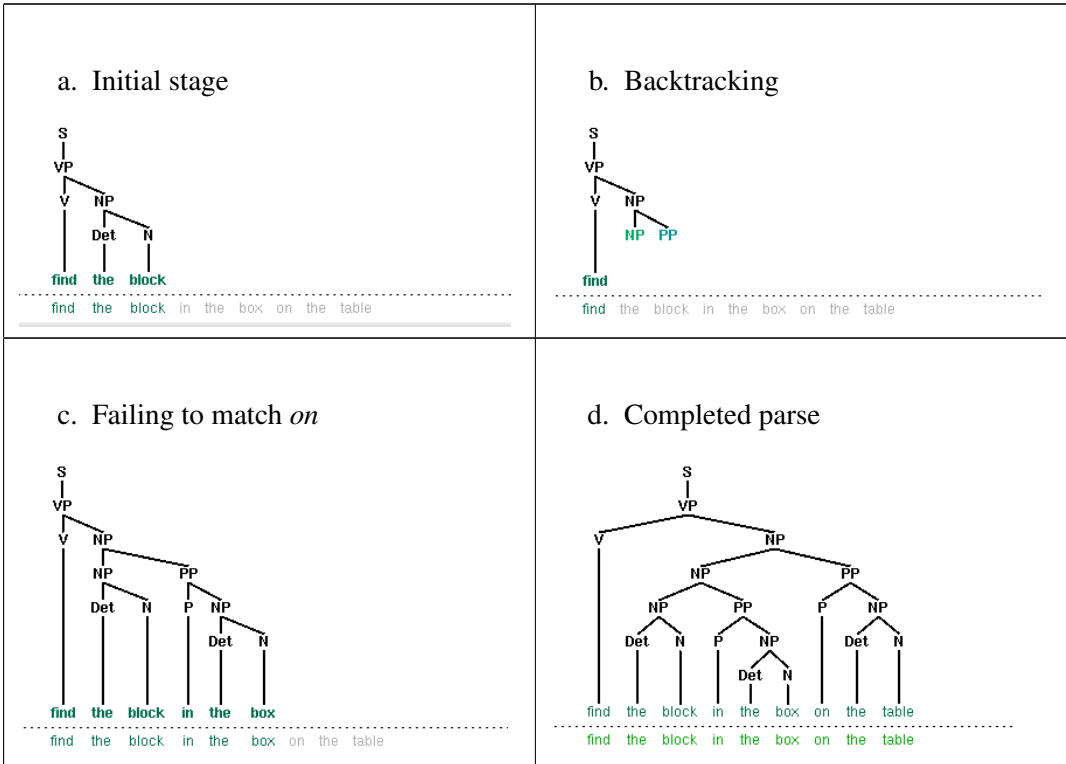 a. Initial stage
S
VP
V NP
Det N
find the block
find the block in the box on the table
b. Backtracking
S
VP
V NP
NP PP
find
find the block in the box on the table
c. Failing to match on
S
VP
V NP
NP PP
Det N P NP
Det N
find the block in the box
find the block in the box on the table
d. Completed parse
S
VP
V NP
NP PP
NP PP P NP
Det N P NP Det N
Det N
find the block in the box on the table
find the block in the box on the table